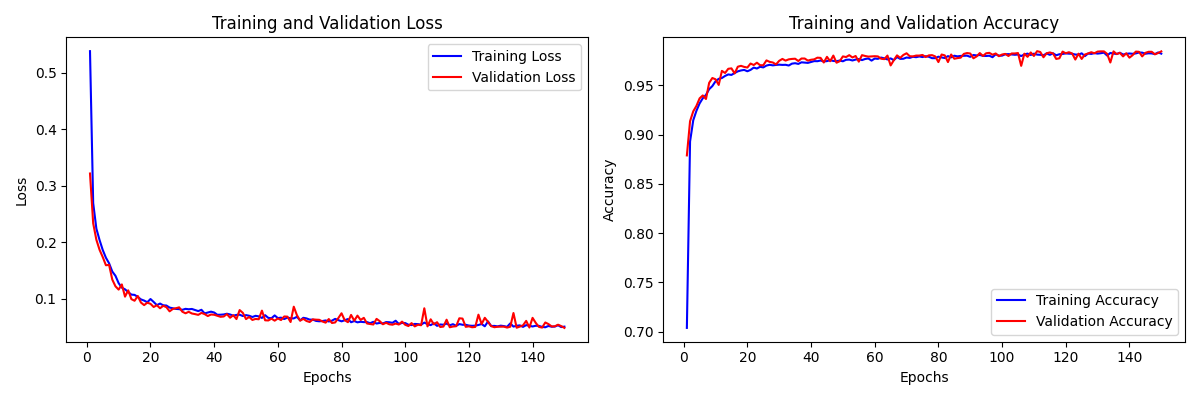 Training and Validation Loss
Training Loss
Validation Loss
Loss
0.5
0.4
0.3
0.2
0.1
0 20 40 60 80 100 120 140
Epochs
Training and Validation Accuracy
Accuracy
0.95
0.90
0.85
0.80
0.75
0.70
Training Accuracy
Validation Accuracy
0 20 40 60 80 100 120 140
Epochs